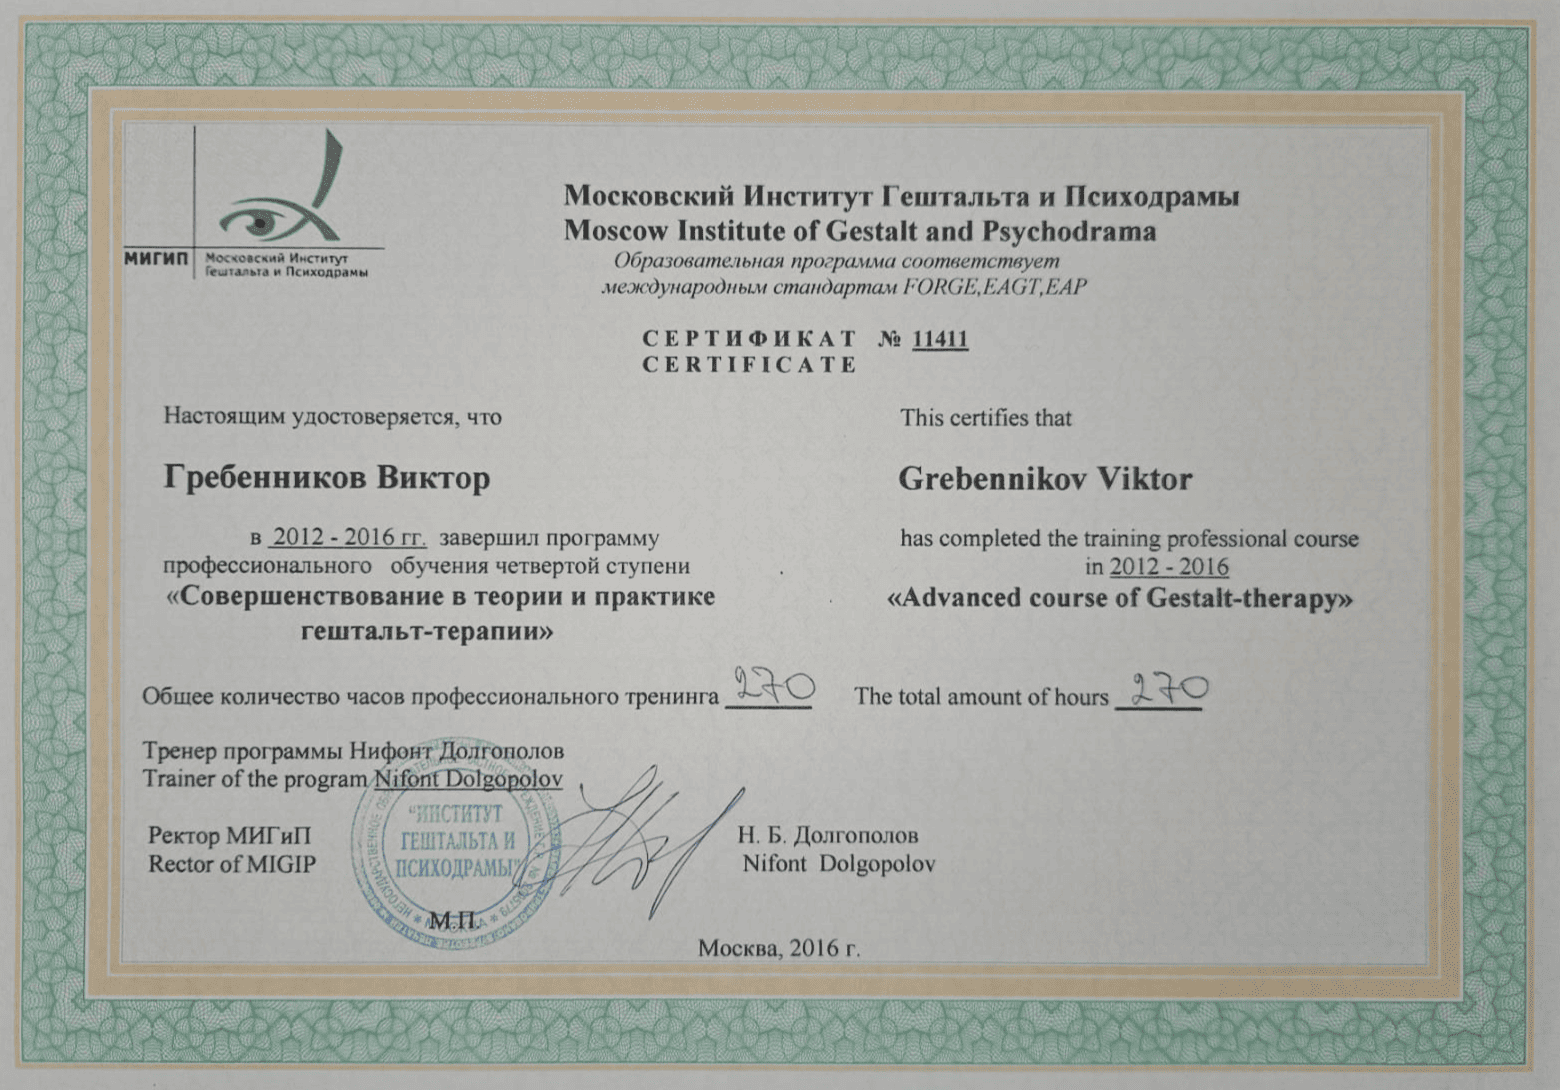 МИГИП
Московский Институт
Гештальта и Психодрамы
Московский Институт Гештальта и Психодрамы
Moscow Institute of Gestalt and Psychodrama
Образовательная программа соответствует
международным стандартам FORGE,EAGT,EAP
СЕРТИФИКАТ № 11411
CERTIFICATE
Настоящим удостоверяется, что
Гребенников Виктор
в 2012 - 2016 гг. завершил программу
профессионального обучения четвертой ступени
«Совершенствование в теории и практике
гештальт-терапии»
This certifies that
Grebennikov Viktor
has completed the training professional course
in 2012 - 2016
«Advanced course of Gestalt-therapy»
Общее количество часов профессионального тренинга 270
The total amount of hours 270
Тренер программы Нифонт Долгополов
Trainer of the program Nifont Dolgopolov
Ректор МИГиП
Rector of MIGIP
"ИНСТИТУТ
ГЕШТАЛЬТА И
ПСИХОДРАМЫ"
НЕГОСУДАРСТВЕННОЕ
МОСКВА
М.П.
Н. Б. Долгополов
Nifont Dolgopolov
Москва, 2016 г.